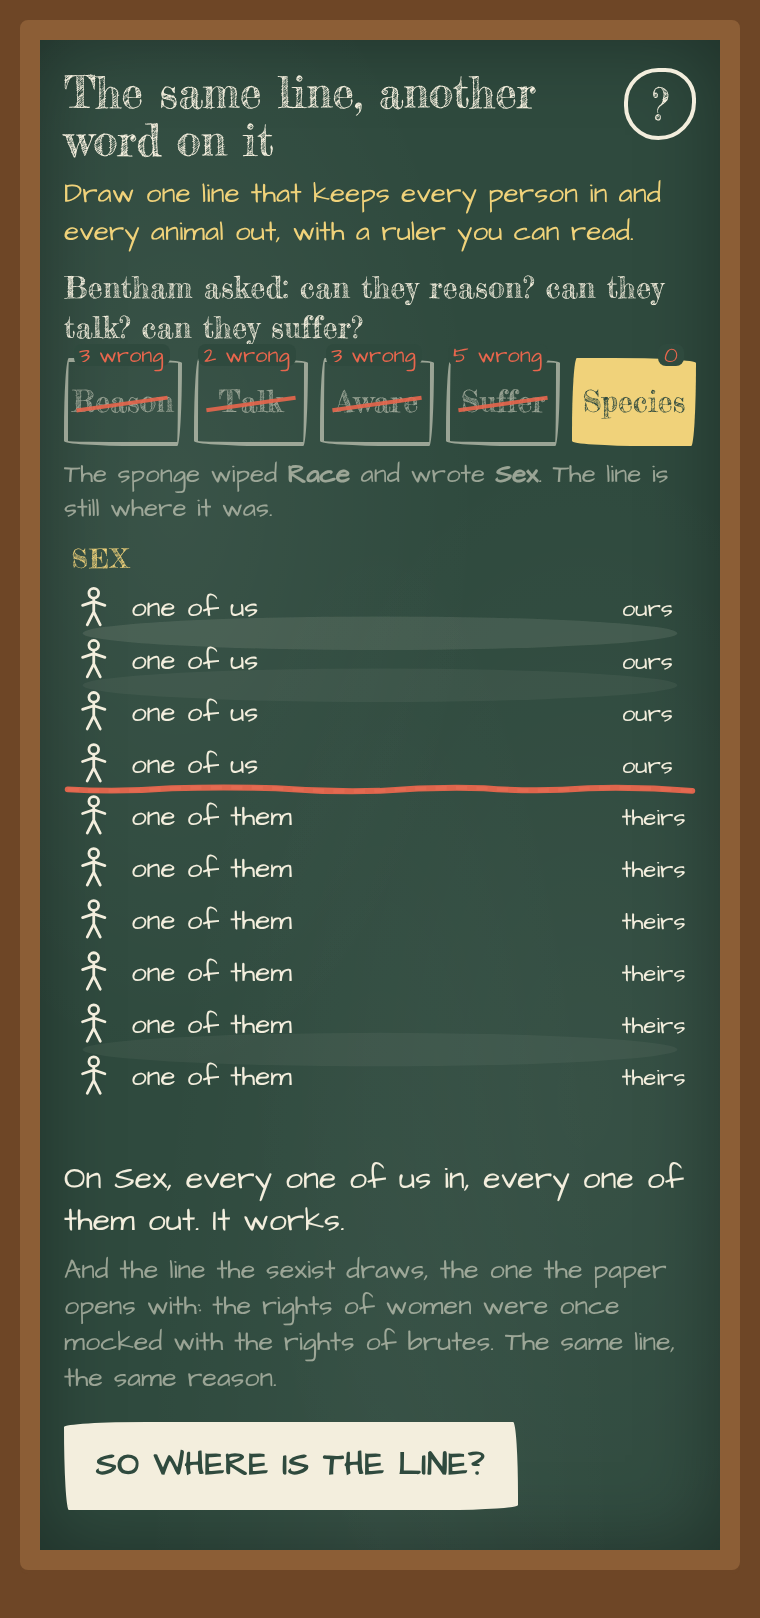 The same line, another
word on it
?
Draw one line that keeps every person in and
every animal out, with a ruler you can read.
Bentham asked: can they reason? can they
talk? can they suffer?
3 wrong 2 wrong 3 wrong 5 wrong 0
Reason Talk Aware Suffer Species
The sponge wiped Race and wrote Sex. The line is
still where it was.
SEX
one of us ours
one of us ours
one of us ours
one of us ours
one of them theirs
one of them theirs
one of them theirs
one of them theirs
one of them theirs
one of them theirs
On Sex, every one of us in, every one of
them out. It works.
And the line the sexist draws, the one the paper
opens with: the rights of women were once
mocked with the rights of brutes. The same line,
the same reason.
SO WHERE IS THE LINE?